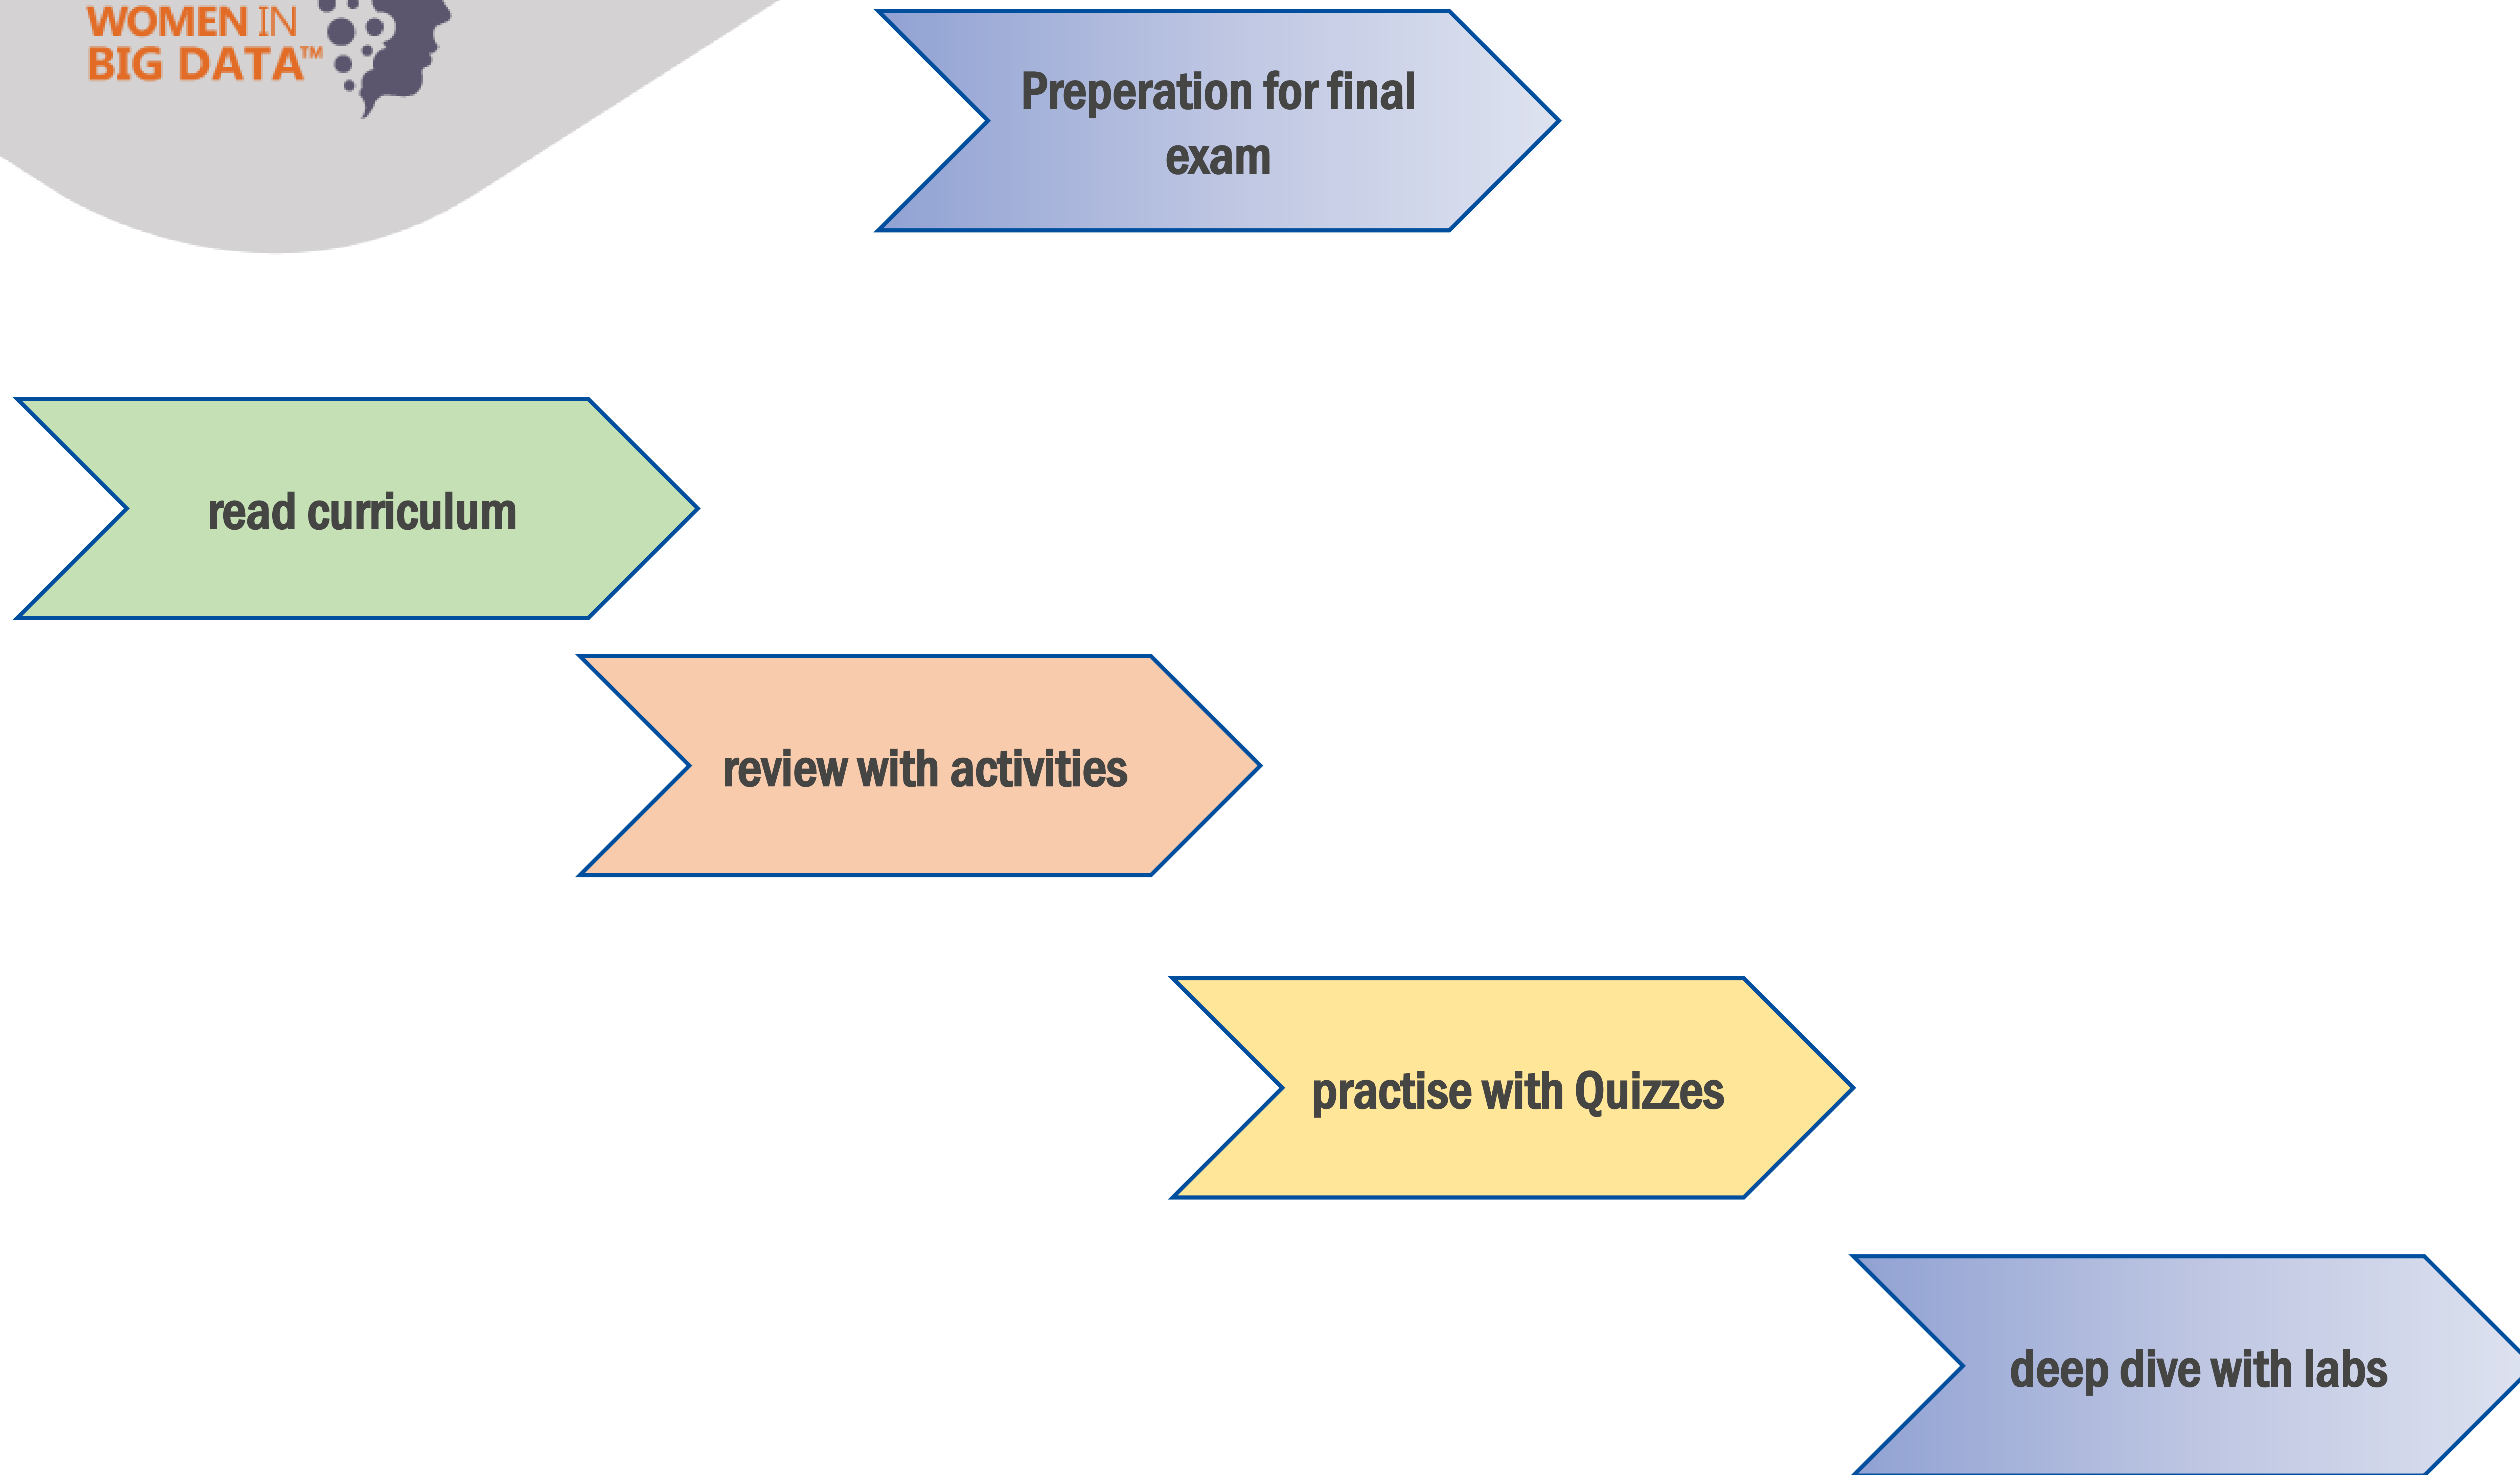 WOMEN IN
BIG DATA™
Preperation for final
exam
read curriculum
review with activities
practise with Quizzes
deep dive with labs